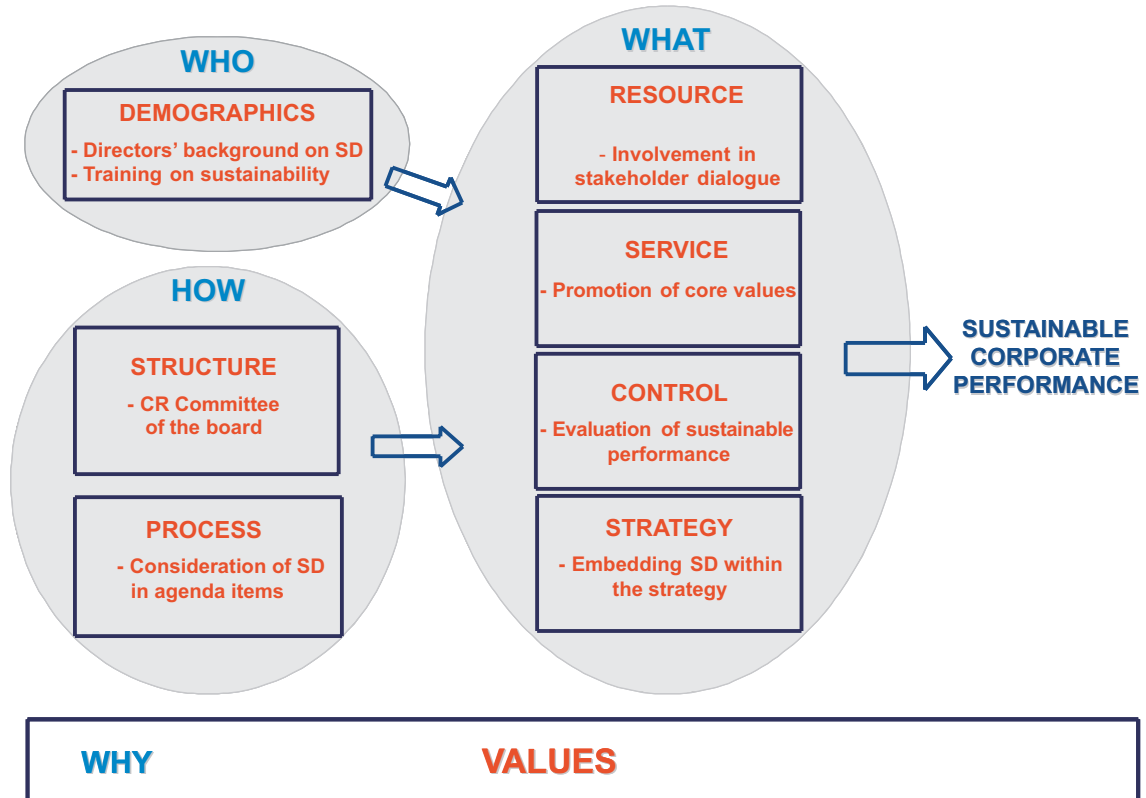 WHO
DEMOGRAPHICS
- Directors' background on SD
- Training on sustainability
HOW
STRUCTURE
- CR Committee
of the board
PROCESS
- Consideration of SD
in agenda items
WHAT
RESOURCE
- Involvement in
stakeholder dialogue
SERVICE
- Promotion of core values
CONTROL
- Evaluation of sustainable
performance
STRATEGY
- Embedding SD within
the strategy
SUSTAINABLE
CORPORATE
PERFORMANCE
WHY
VALUES